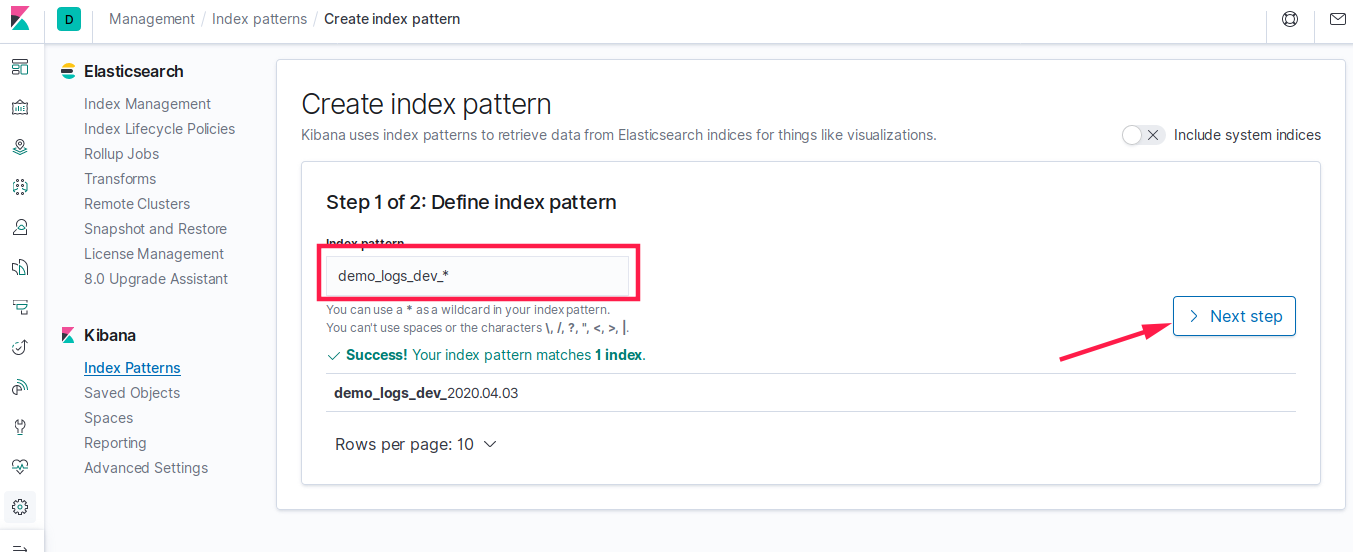 D Management / Index patterns / Create index pattern
Elasticsearch
Index Management
Index Lifecycle Policies
Rollup Jobs
Transforms
Remote Clusters
Snapshot and Restore
License Management
8.0 Upgrade Assistant
Kibana
Index Patterns
Saved Objects
Spaces
Reporting
Advanced Settings
Create index pattern
Kibana uses index patterns to retrieve data from Elasticsearch indices for things like visualizations.
Include system indices
Step 1 of 2: Define index pattern
Index pattern
demo_logs_dev_*
You can use a * as a wildcard in your index pattern.
You can't use spaces or the characters \, /, ?, ", <, >, |.
Next step
Success! Your index pattern matches 1 index.
demo_logs_dev_2020.04.03
Rows per page: 10